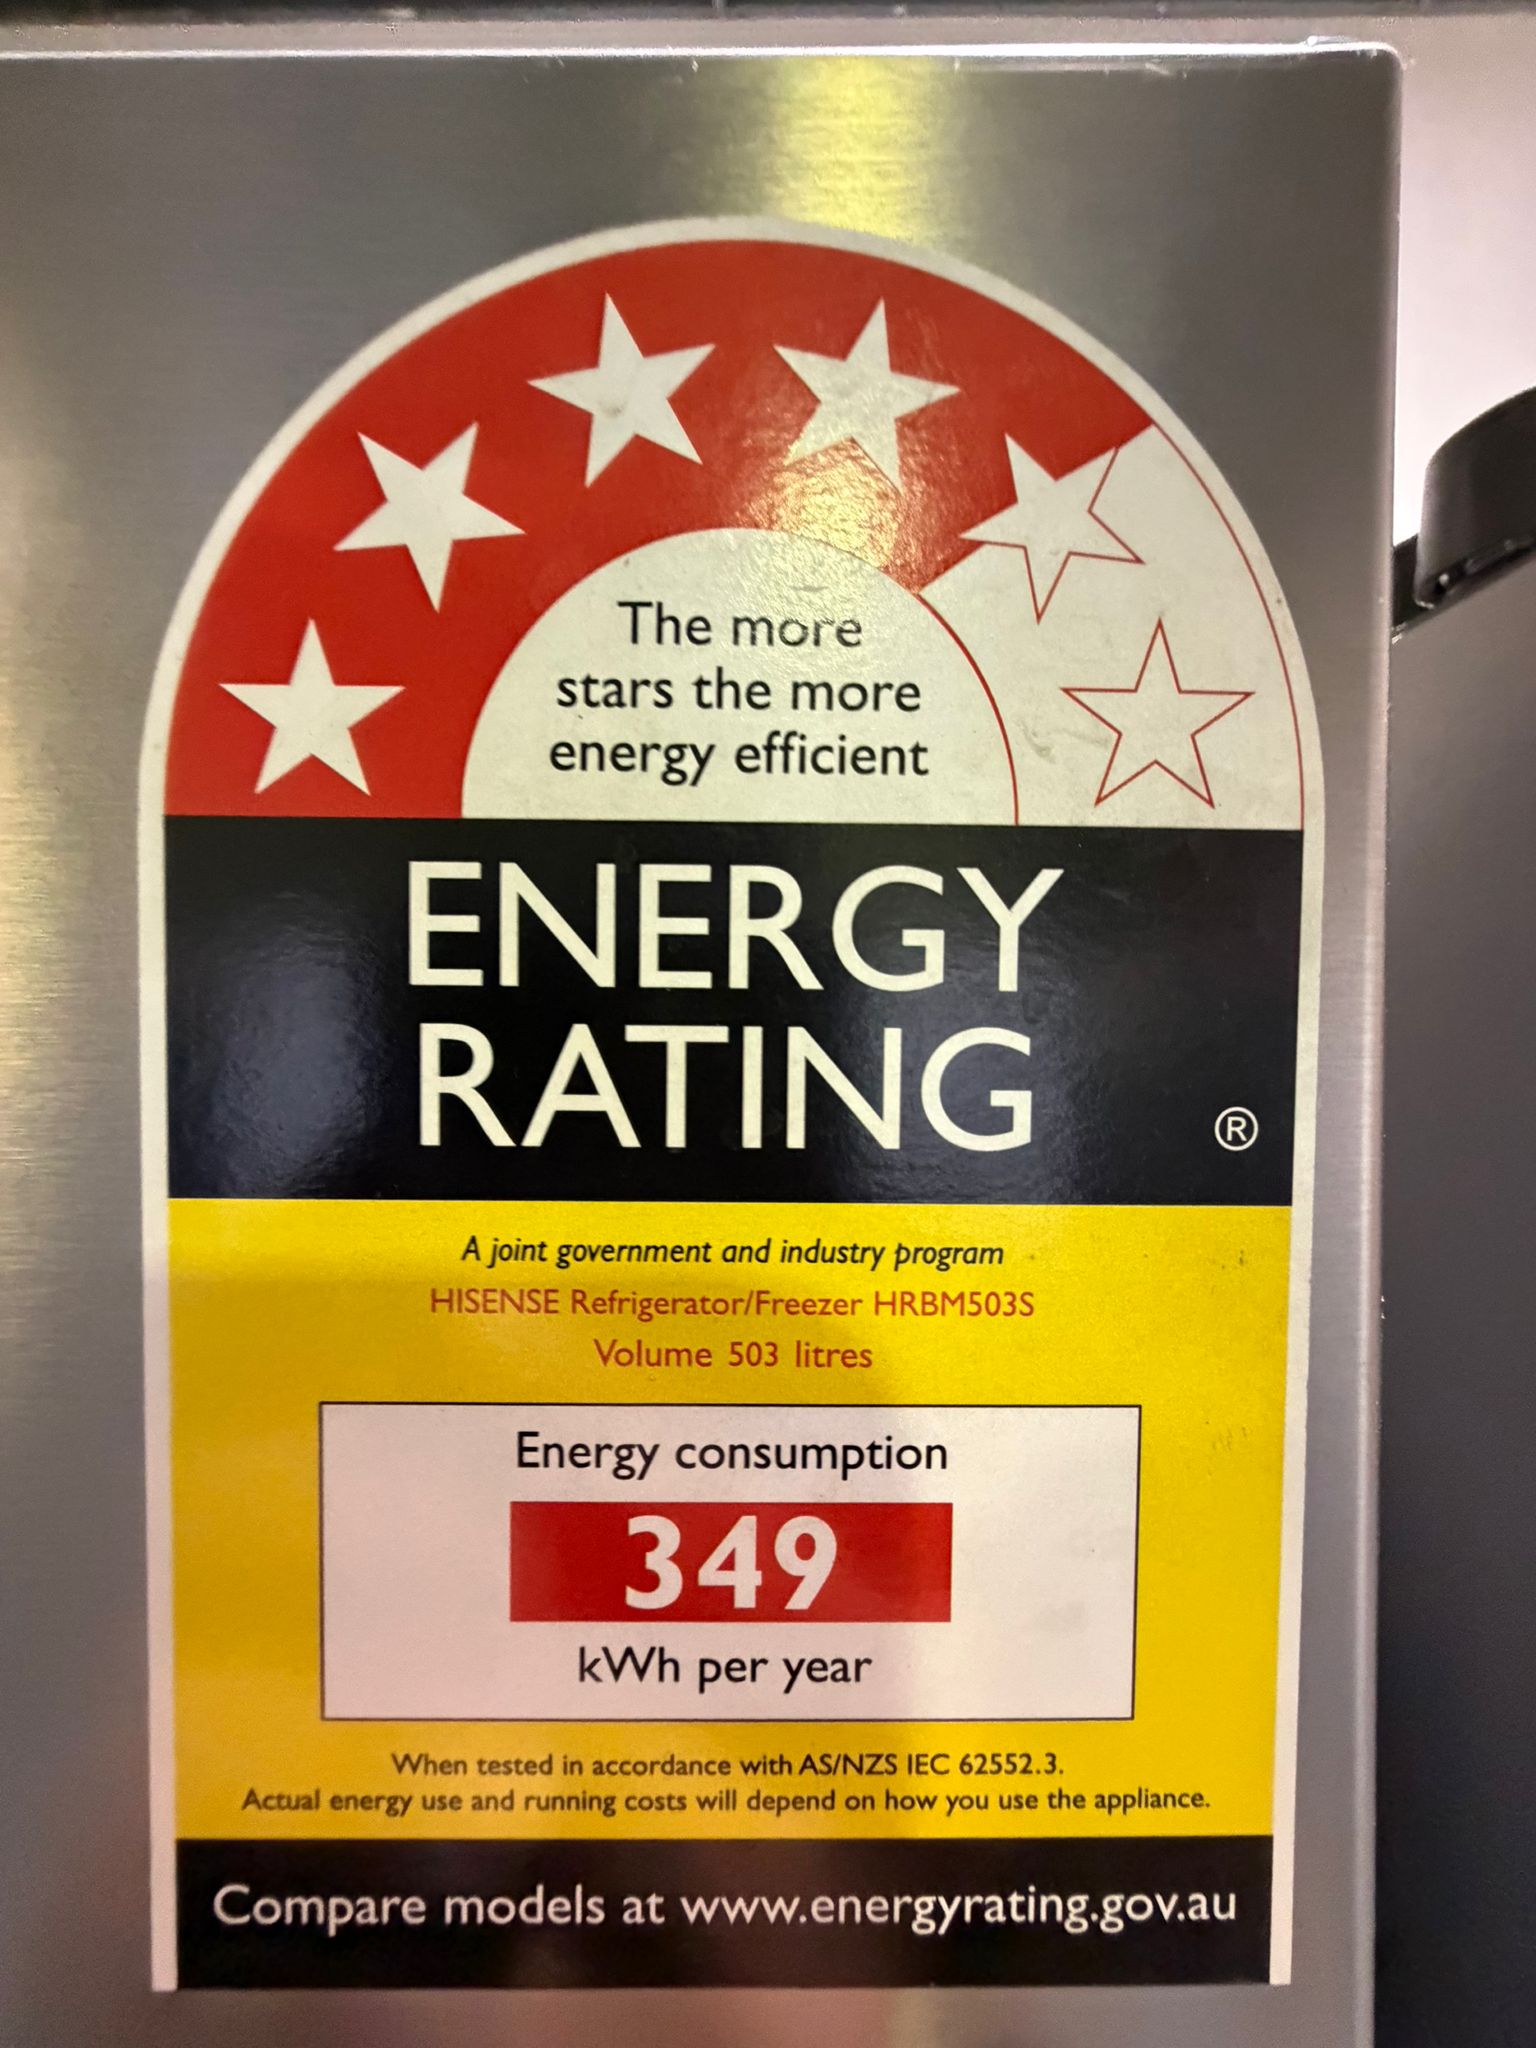 The more
stars the more
energy efficient
ENERGY
RATING
®
A joint government and industry program
HISENSE Refrigerator/Freezer HRBM503S
Volume 503 litres
Energy consumption
349
kWh per year
When tested in accordance with AS/NZS IEC 62552.3.
Actual energy use and running costs will depend on how you use the appliance.
Compare models at www.energyrating.gov.au